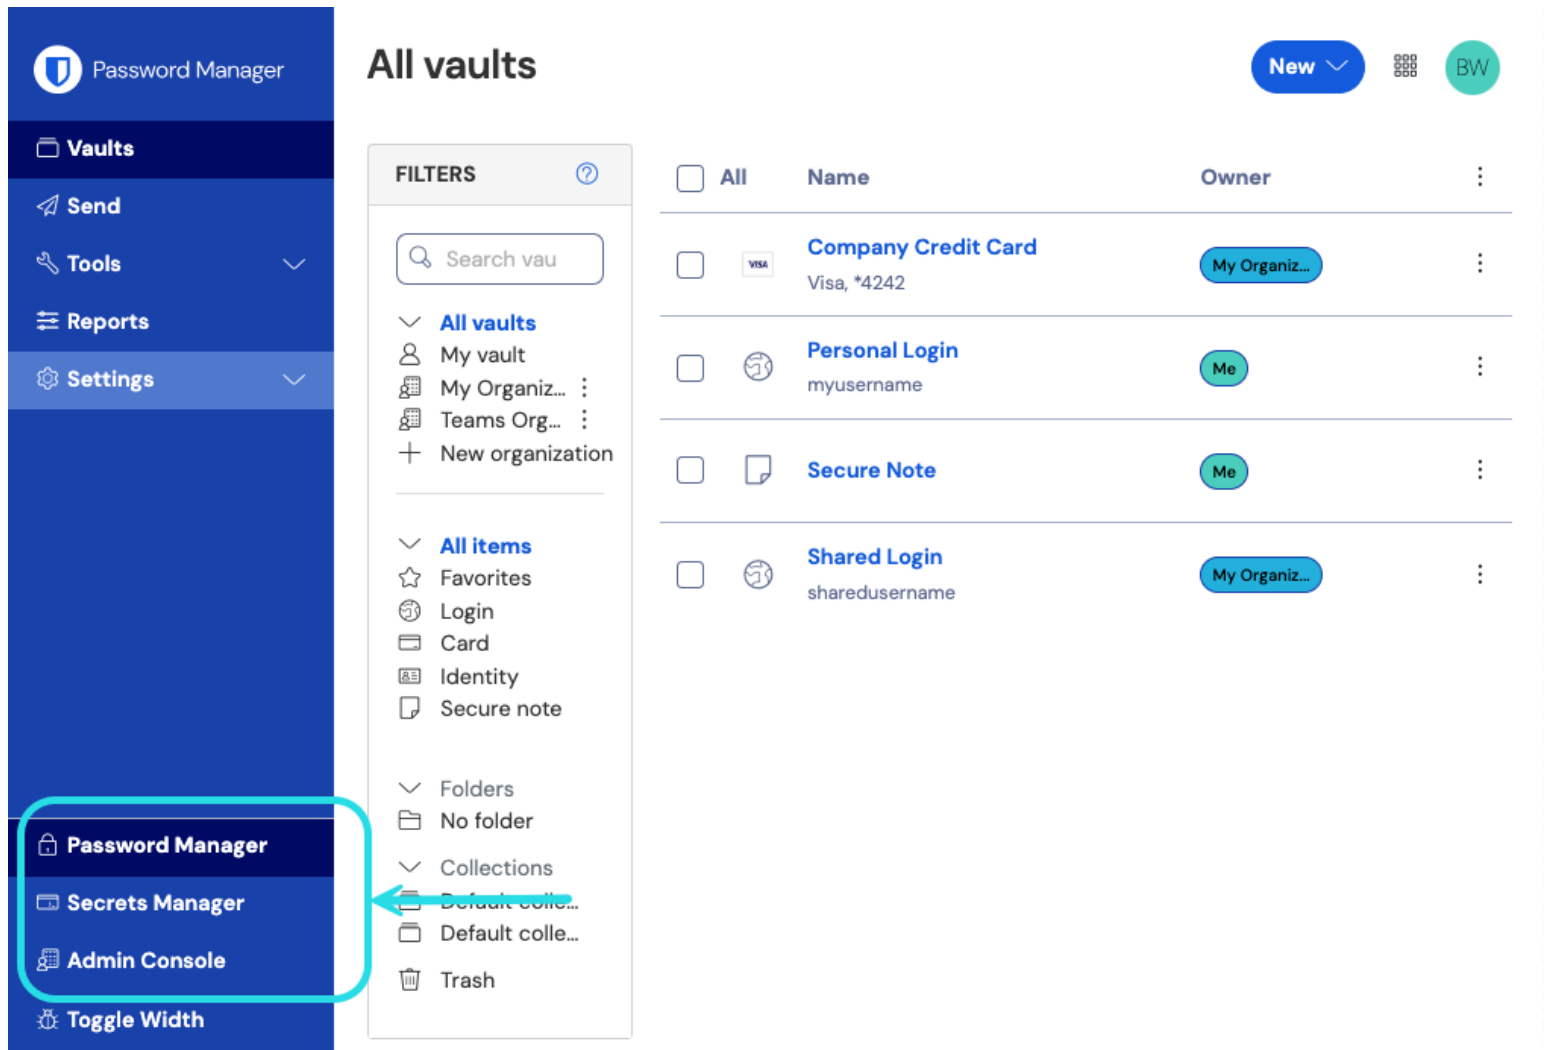 Password Manager
Vaults
Send
Tools
Reports
Settings
Password Manager
Secrets Manager
Admin Console
Toggle Width
All vaults
New
BW
FILTERS
Search vau
All vaults
My vault
My Organiz...
Teams Org...
New organization
All items
Favorites
Login
Card
Identity
Secure note
Folders
No folder
Collections
Default colle...
Default colle...
Trash
All Name Owner
VISA Company Credit Card My Organiz...
Visa, *4242
Personal Login Me
myusername
Secure Note Me
Shared Login My Organiz...
sharedusername